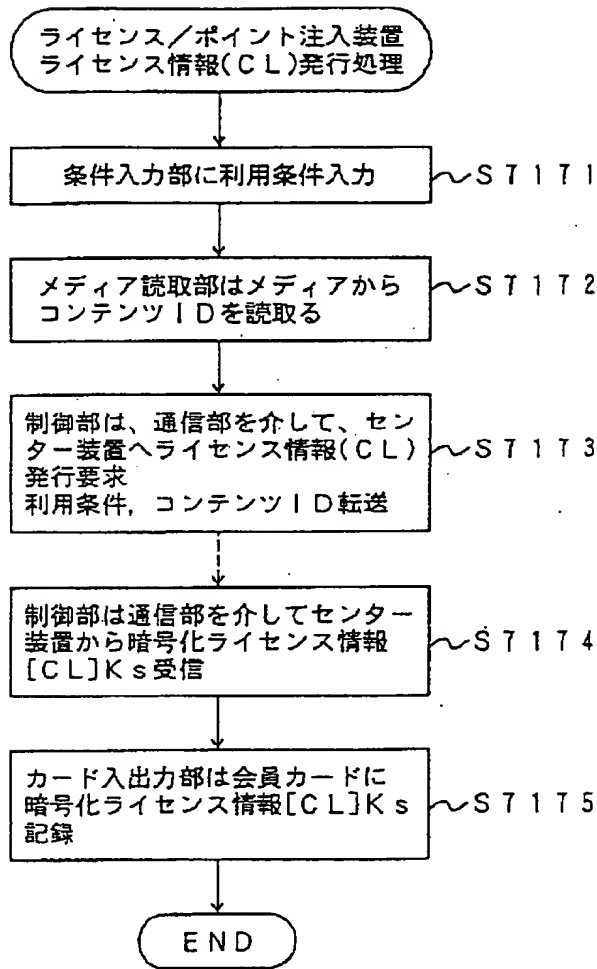 ライセンス／ポイント注入装置
ライセンス情報(CL)発行処理
条件入力部に利用条件入力
S7171
メディア読取部はメディアから
コンテンツIDを読取る
S7172
制御部は、通信部を介して、セン
ター装置へライセンス情報(CL)
発行要求
利用条件，コンテンツID転送
S7173
制御部は通信部を介してセンター
装置から暗号化ライセンス情報
[CL]Ks受信
S7174
カード入出力部は会員カードに
暗号化ライセンス情報[CL]Ks
記録
S7175
END